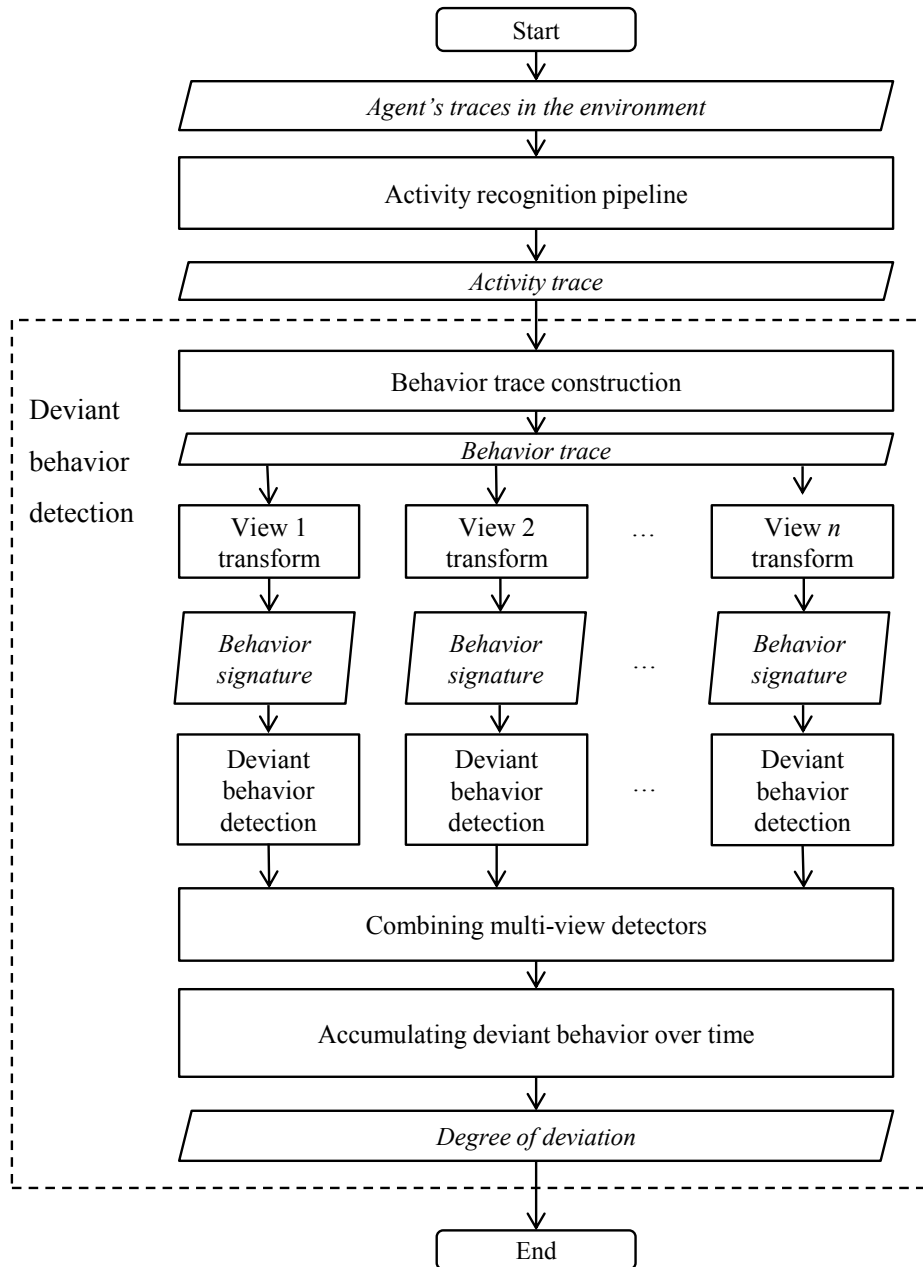 Start
Agent's traces in the environment
Activity recognition pipeline
Activity trace
Deviant
behavior
detection
Behavior trace construction
Behavior trace
View 1
transform
View 2
transform
...
View n
transform
Behavior
signature
Behavior
signature
...
Behavior
signature
Deviant
behavior
detection
Deviant
behavior
detection
...
Deviant
behavior
detection
Combining multi-view detectors
Accumulating deviant behavior over time
Degree of deviation
End